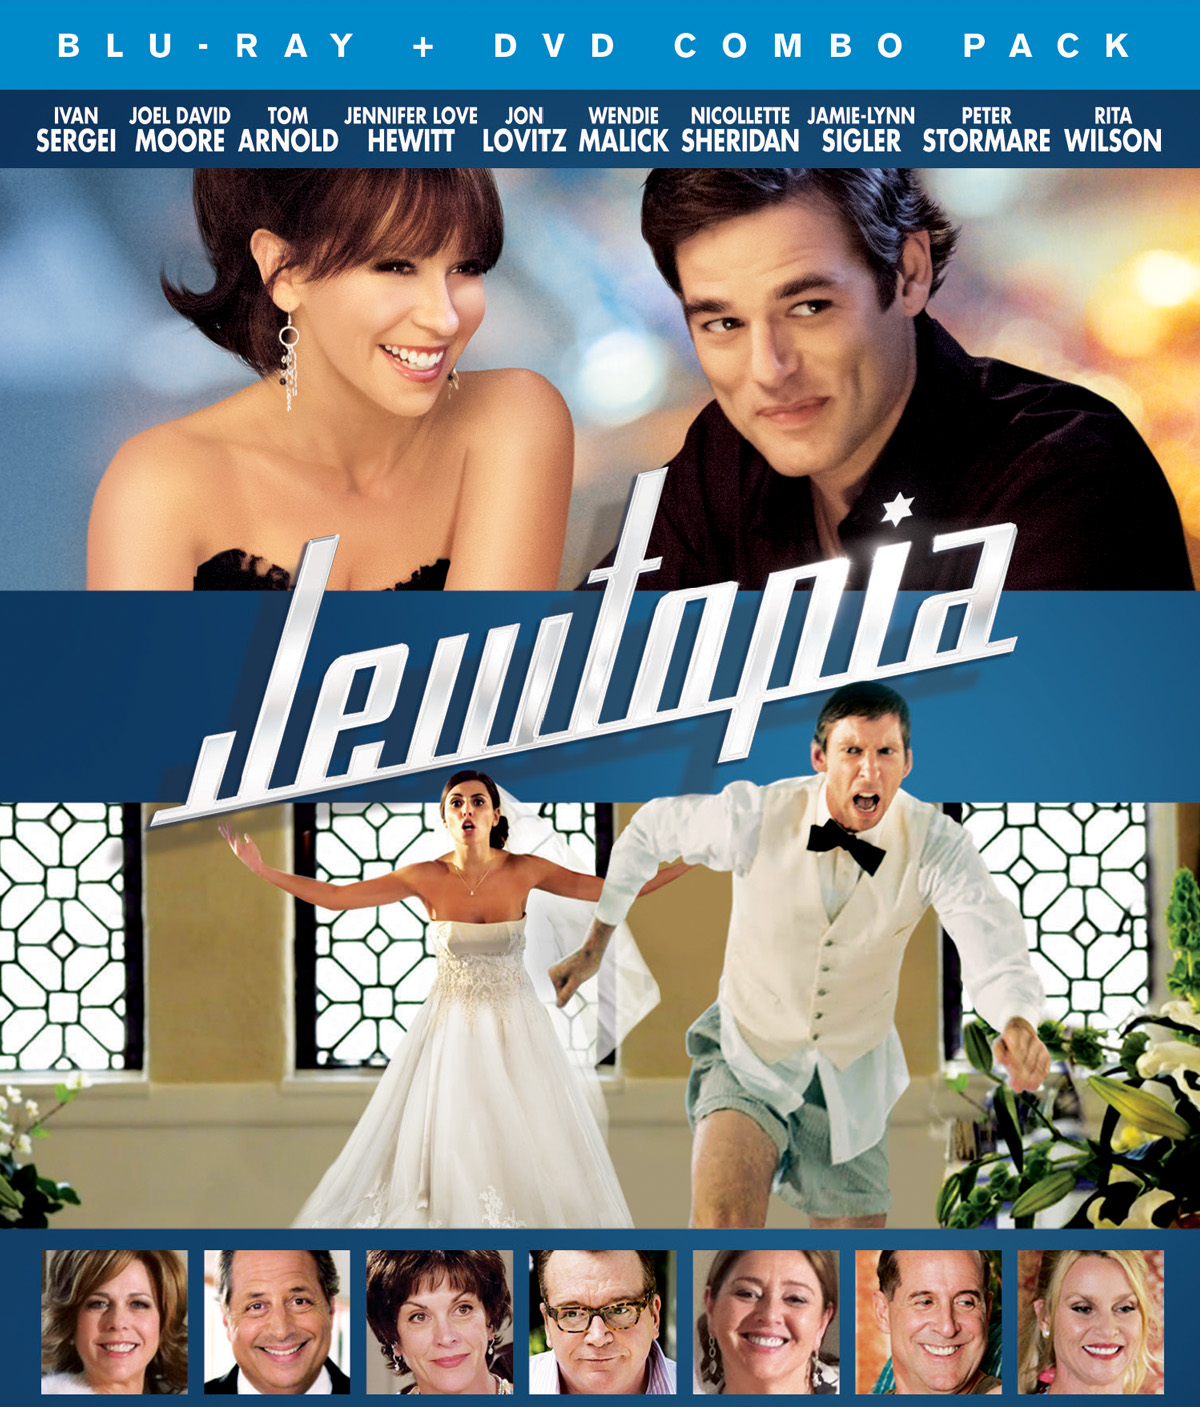 BLU-RAY + DVD COMBO PACK
IVAN SERGEI
JOEL DAVID MOORE
TOM ARNOLD
JENNIFER LOVE HEWITT
JON LOVITZ
WENDIE MALICK
NICOLLETTE SHERIDAN
JAMIE-LYNN SIGLER
PETER STORMARE
RITA WILSON
Jewtopia